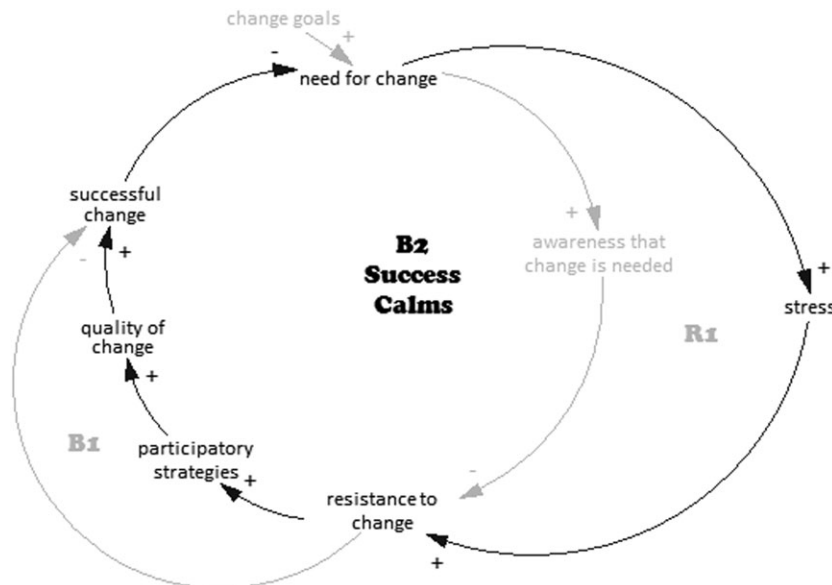 change goals
+
-
need for change
successful
change
+
B2
Success
Calms
awareness that
change is needed
-
+
+
stress
quality of
change
R1
+
B1
participatory
strategies
+
-
resistance to
change
+